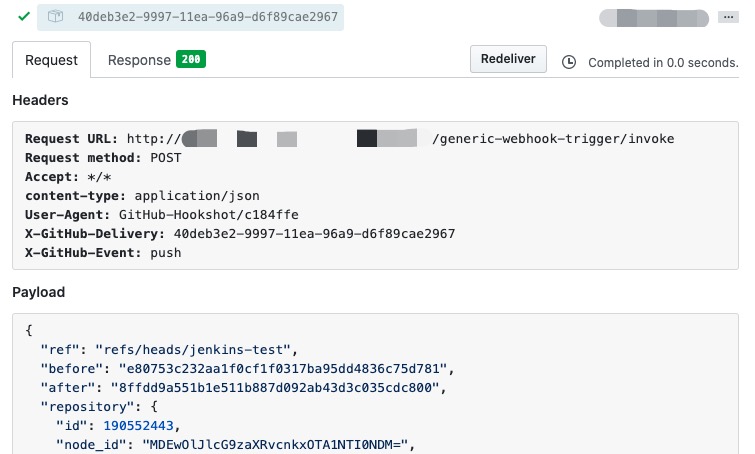 40deb3e2-9997-11ea-96a9-d6f89cae2967
Request Response 200 Redeliver Completed in 0.0 seconds.
Headers
Request URL: http:// /generic-webhook-trigger/invoke
Request method: POST
Accept: */*
content-type: application/json
User-Agent: GitHub-Hookshot/c184ffe
X-GitHub-Delivery: 40deb3e2-9997-11ea-96a9-d6f89cae2967
X-GitHub-Event: push
Payload
{
"ref": "refs/heads/jenkins-test",
"before": "e80753c232aa1f0cf1f0317ba95dd4836c75d781",
"after": "8ffdd9a551b1e511b887d092ab43d3c035cdc800",
"repository": {
"id": 190552443,
"node_id": "MDEwOlJlcG9zaXRvcnkxOTA1NTI0NDM=",